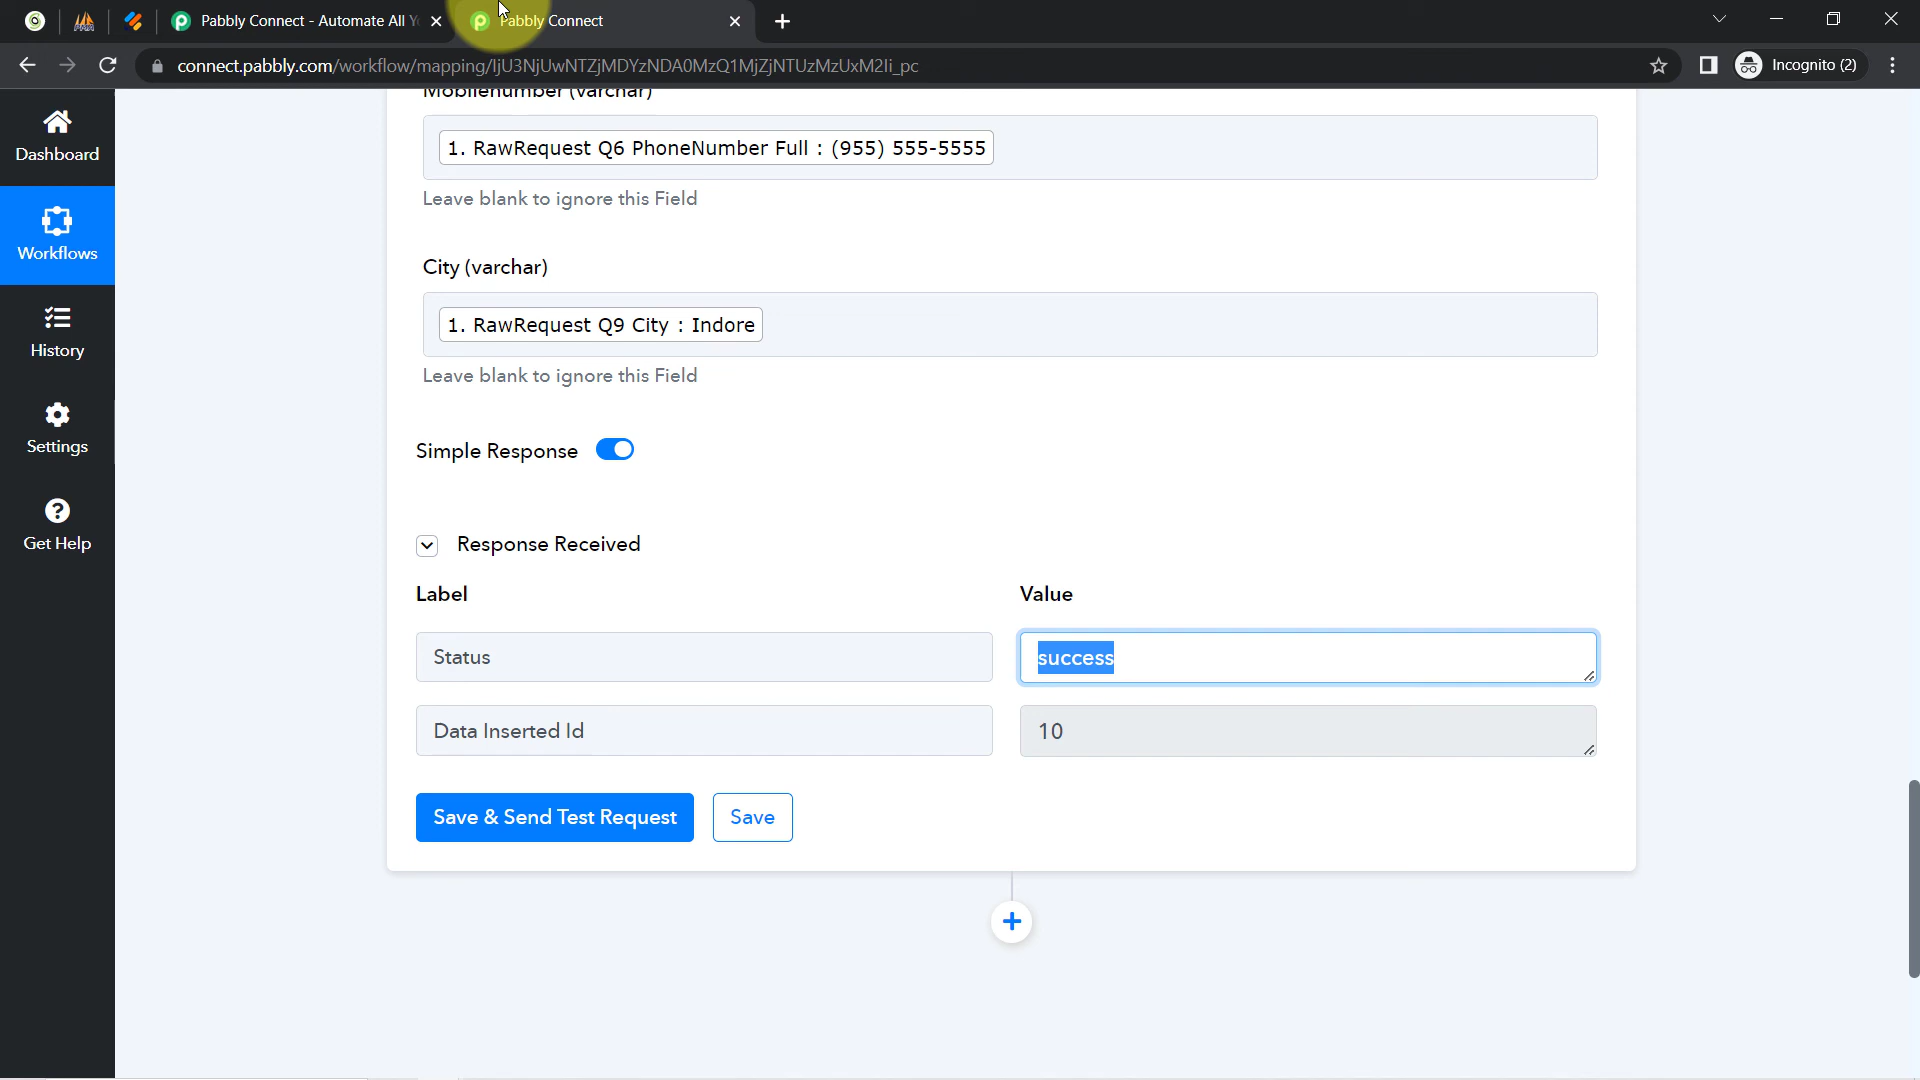 Pabbly Connect - Automate All Y
Pabbly Connect
connect.pabbly.com/workflow/mapping/IjU3NjUwNTZjMDYzNDA0MzQ1MjZjNTUzMzUxM2Ii_pc
Incognito (2)
Dashboard
Workflows
History
Settings
Get Help
Mobilenumber (varchar)
1. RawRequest Q6 PhoneNumber Full : (955) 555-5555
Leave blank to ignore this Field
City (varchar)
1. RawRequest Q9 City : Indore
Leave blank to ignore this Field
Simple Response
Response Received
Label
Value
Status
success
Data Inserted Id
10
Save & Send Test Request
Save